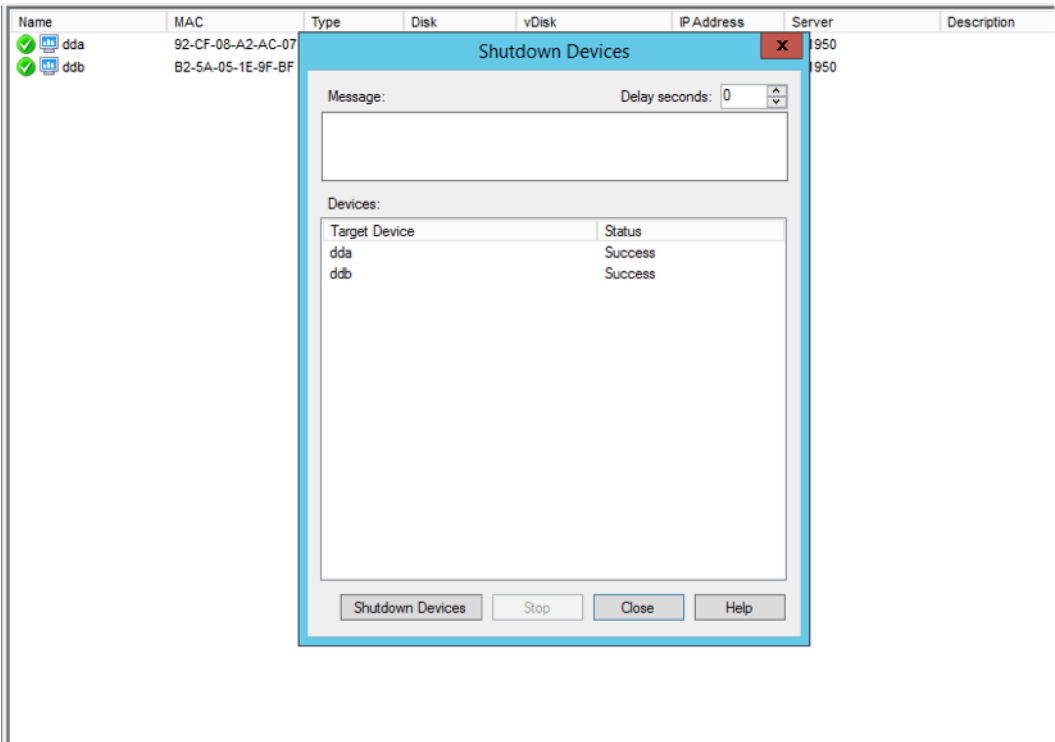 Name MAC Type Disk vDisk IP Address Server Description
dda 92-CF-08-A2-AC-07 1950
ddb B2-5A-05-1E-9F-BF 1950
Shutdown Devices x
Message: Delay seconds: 0
Devices:
Target Device Status
dda Success
ddb Success
Shutdown Devices Stop Close Help